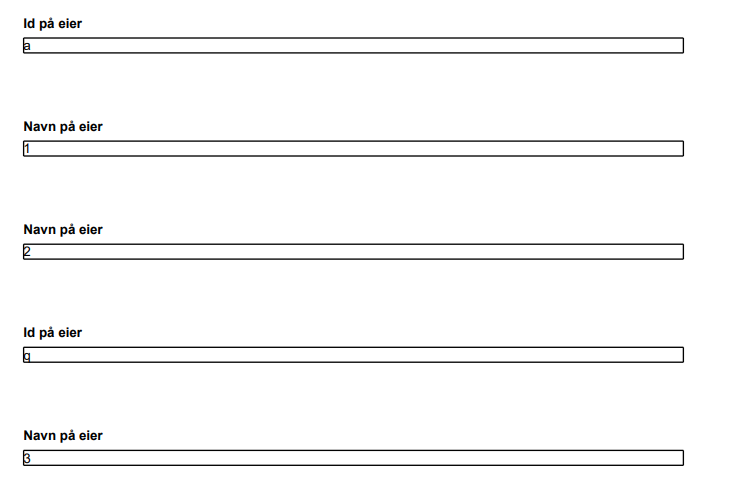 Id på eier
a
Navn på eier
1
Navn på eier
2
Id på eier
q
Navn på eier
3